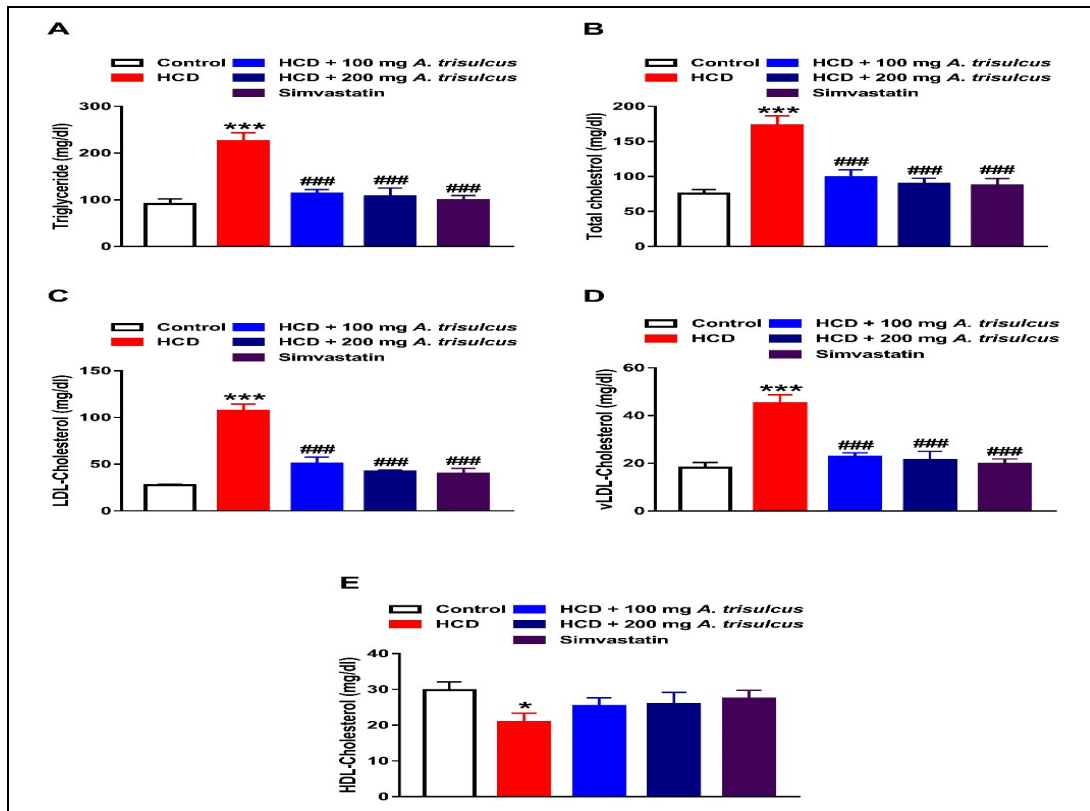 A
Control
HCD + 100 mg A. trisulcus
HCD
HCD + 200 mg A. trisulcus
Simvastatin
Triglyceride (mg/dl)
300
200
100
0
***
###
###
###
B
Control
HCD + 100 mg A. trisulcus
HCD
HCD + 200 mg A. trisulcus
Simvastatin
Total cholestrol (mg/dl)
200
150
100
50
0
***
###
###
###
C
Control
HCD + 100 mg A. trisulcus
HCD
HCD + 200 mg A. trisulcus
Simvastatin
LDL-Cholesterol (mg/dl)
150
100
50
0
***
###
###
###
D
Control
HCD + 100 mg A. trisulcus
HCD
HCD + 200 mg A. trisulcus
Simvastatin
vLDL-Cholesterol (mg/dl)
60
40
20
0
***
###
###
###
E
Control
HCD + 100 mg A. trisulcus
HCD
HCD + 200 mg A. trisulcus
Simvastatin
HDL-Cholesterol (mg/dl)
40
30
20
10
0
*